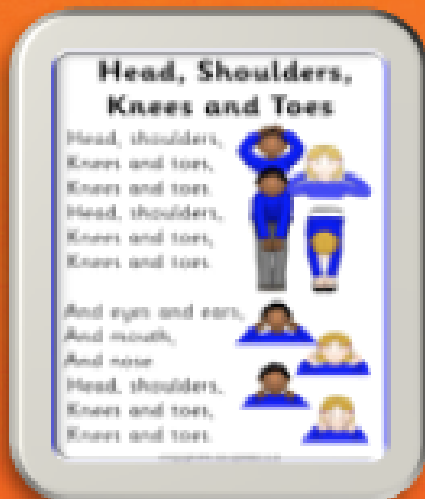 Head, Shoulders,
Knees and Toes
Head, shoulders,
Knees and toes,
Knees and toes.
Head, shoulders,
Knees and toes,
Knees and toes.
And eyes and ears,
And mouth,
And nose
Head, shoulders,
Knees and toes,
Knees and toes.